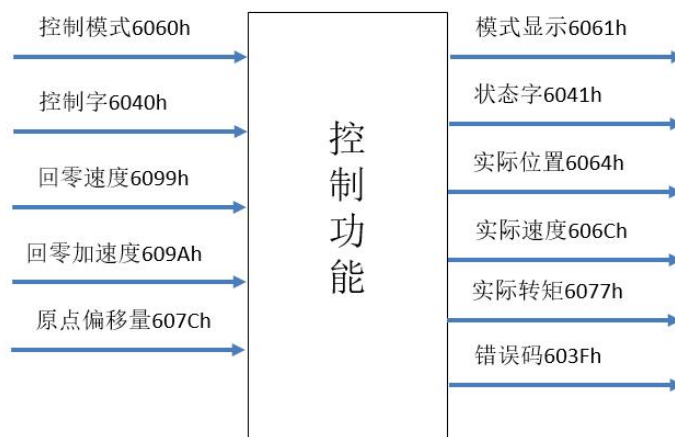 控制模式6060h
控制字6040h
回零速度6099h
回零加速度609Ah
原点偏移量607Ch
控制功能
模式显示6061h
状态字6041h
实际位置6064h
实际速度606Ch
实际转矩6077h
错误码603Fh